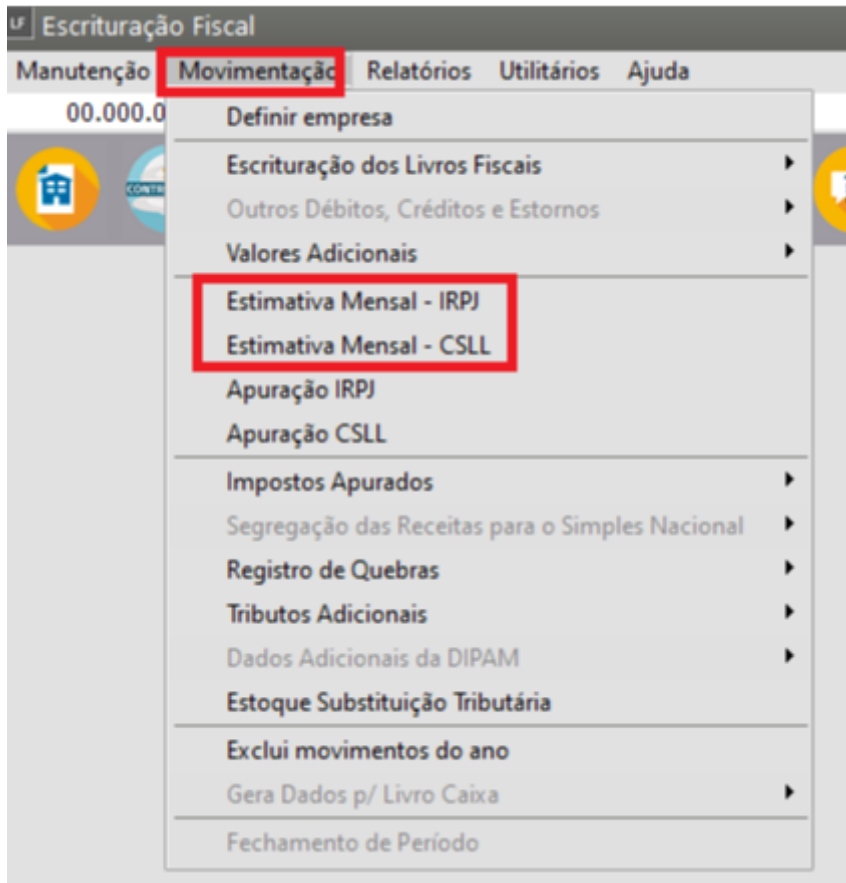 LF Escrituração Fiscal
Manutenção Movimentação Relatórios Utilitários Ajuda
00.000.0
Definir empresa
Escrituração dos Livros Fiscais
Outros Débitos, Créditos e Estornos
Valores Adicionais
Estimativa Mensal - IRPJ
Estimativa Mensal - CSLL
Apuração IRPJ
Apuração CSLL
Impostos Apurados
Segregação das Receitas para o Simples Nacional
Registro de Quebras
Tributos Adicionais
Dados Adicionais da DIPAM
Estoque Substituição Tributária
Exclui movimentos do ano
Gera Dados p/ Livro Caixa
Fechamento de Período